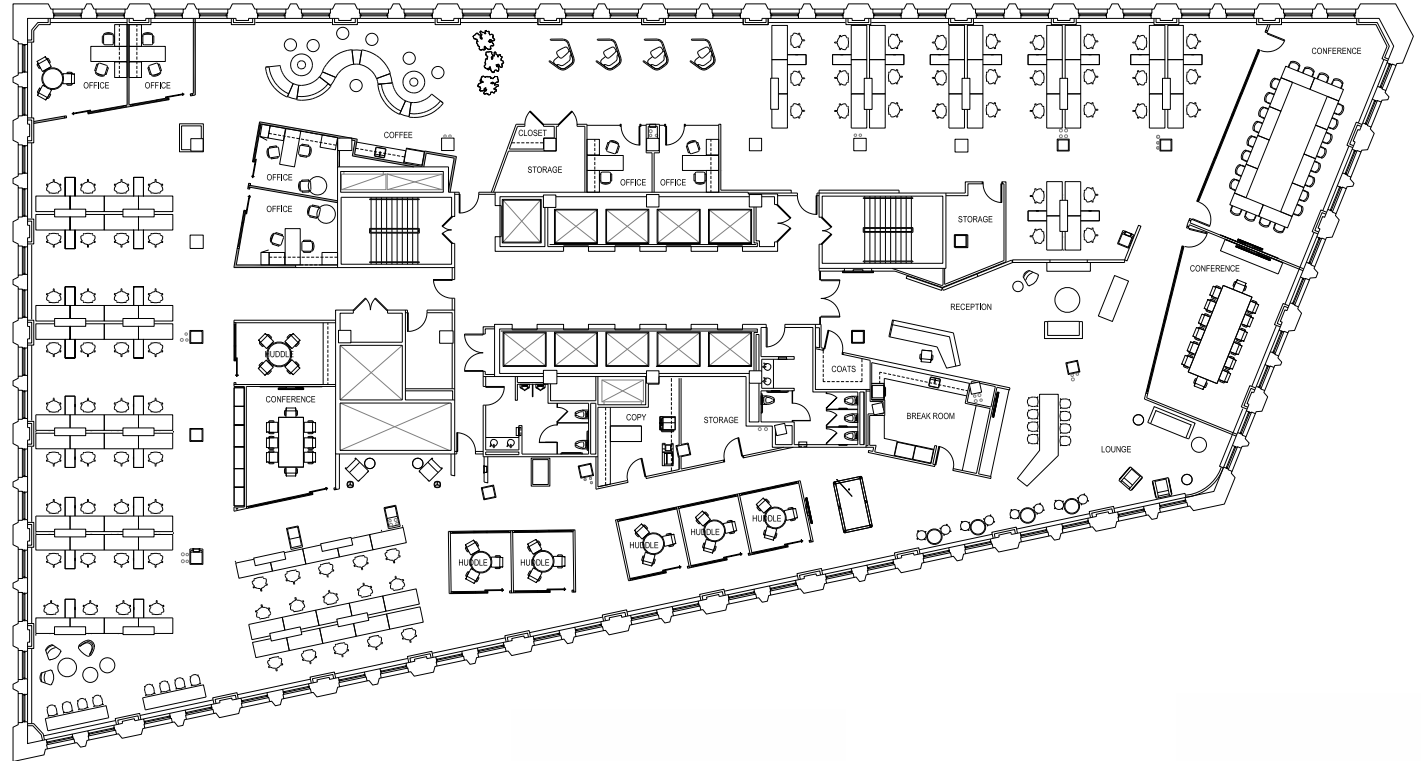 CONFERENCE
OFFICE
OFFICE
COFFEE
CLOSET
STORAGE
OFFICE
OFFICE
OFFICE
OFFICE
STORAGE
CONFERENCE
RECEPTION
HUDDLE
COATS
CONFERENCE
COPY
STORAGE
BREAK ROOM
LOUNGE
HUDDLE
HUDDLE
HUDDLE
HUDDLE
HUDDLE